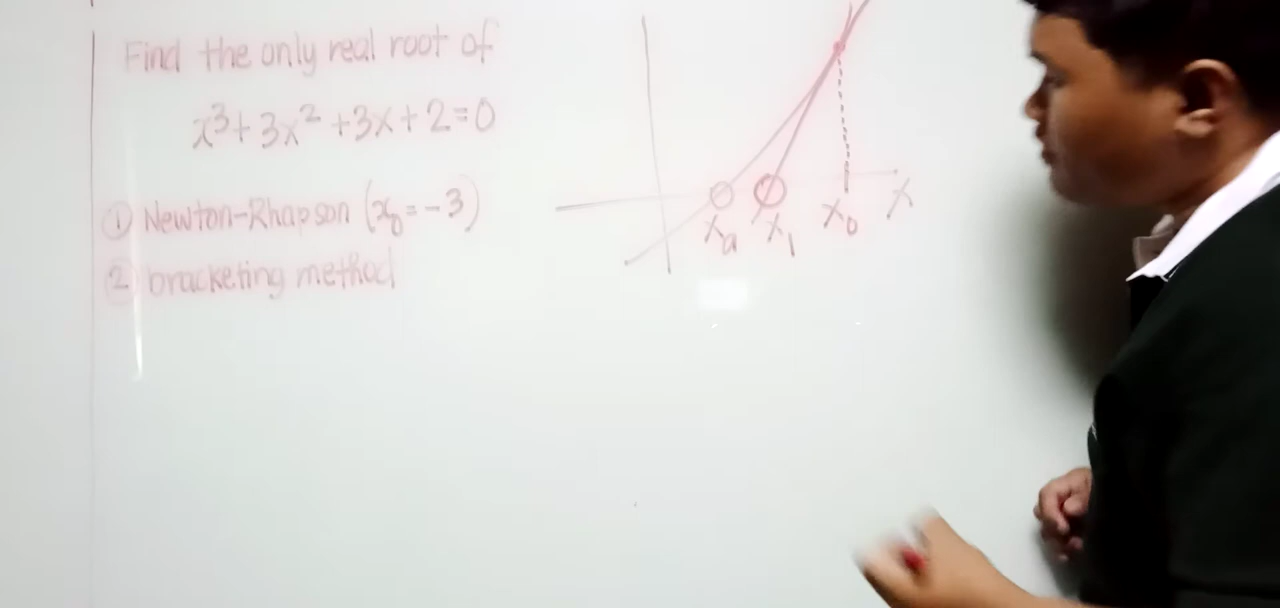 Find the only real root of
x³+3x²+3x+2=0
① Newton-Rhapson (x₀=-3)
② bracketing method
xₐ x₁ x₀ x